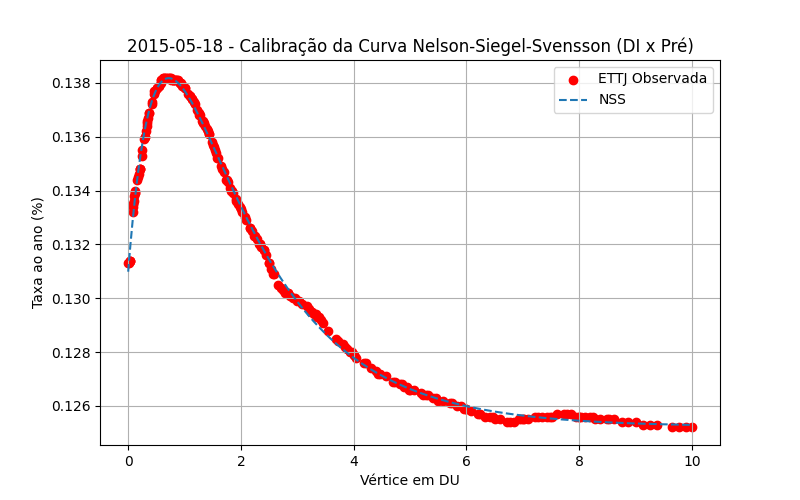 2015-05-18 - Calibração da Curva Nelson-Siegel-Svensson (DI x Pré)
ETTJ Observada
NSS
Taxa ao ano (%)
0.138
0.136
0.134
0.132
0.130
0.128
0.126
0 2 4 6 8 10
Vértice em DU